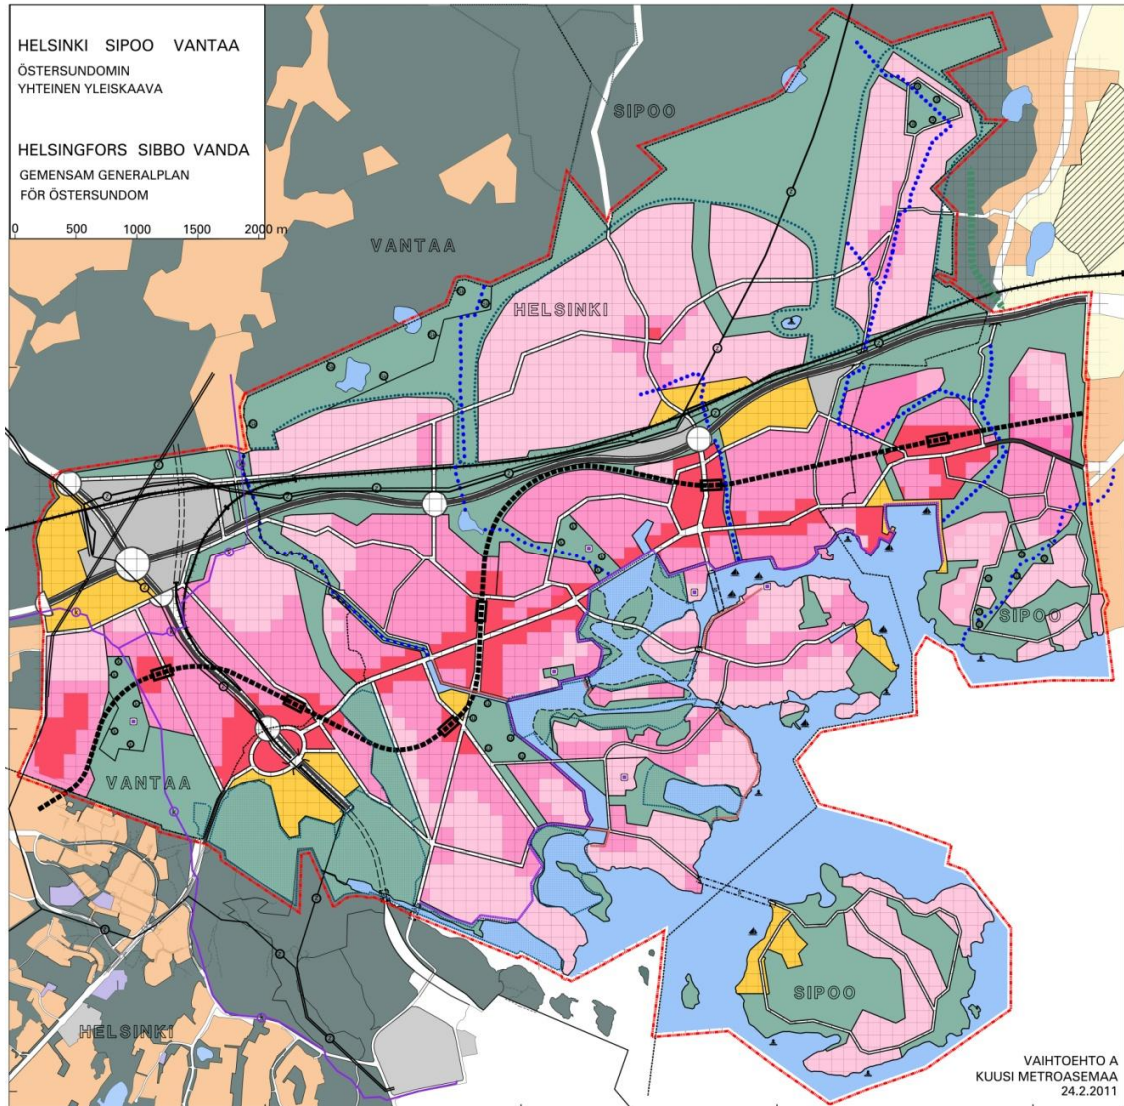 HELSINKI SIPOO VANTAA
ÖSTERSUNDOMIN
YHTEINEN YLEISKAAVA
HELSINGFORS SIBBO VANDA
GEMENSAM GENERALPLAN
FÖR ÖSTERSUNDOM
0 500 1000 1500 2000 m
SIPOO
VANTAA
HELSINKI
SIPOO
VANTAA
SIPOO
HELSINKI
VAIHTOEHTO A
KUUSI METROASEMAA
24.2.2011